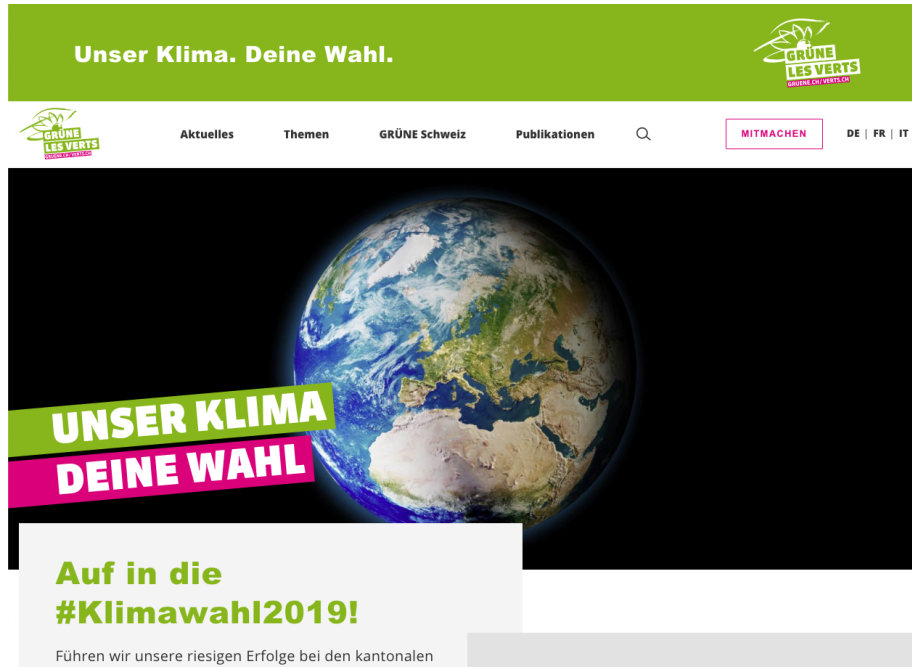 Unser Klima. Deine Wahl.
GRÜNE
LES VERTS
GRUENE.CH/VERTS.CH
GRÜNE
LES VERTS
GRUENE.CH/VERTS.CH
Aktuelles Themen GRÜNE Schweiz Publikationen MITMACHEN DE | FR | IT
UNSER KLIMA
DEINE WAHL
Auf in die
#Klimawahl2019!
Führen wir unsere riesigen Erfolge bei den kantonalen